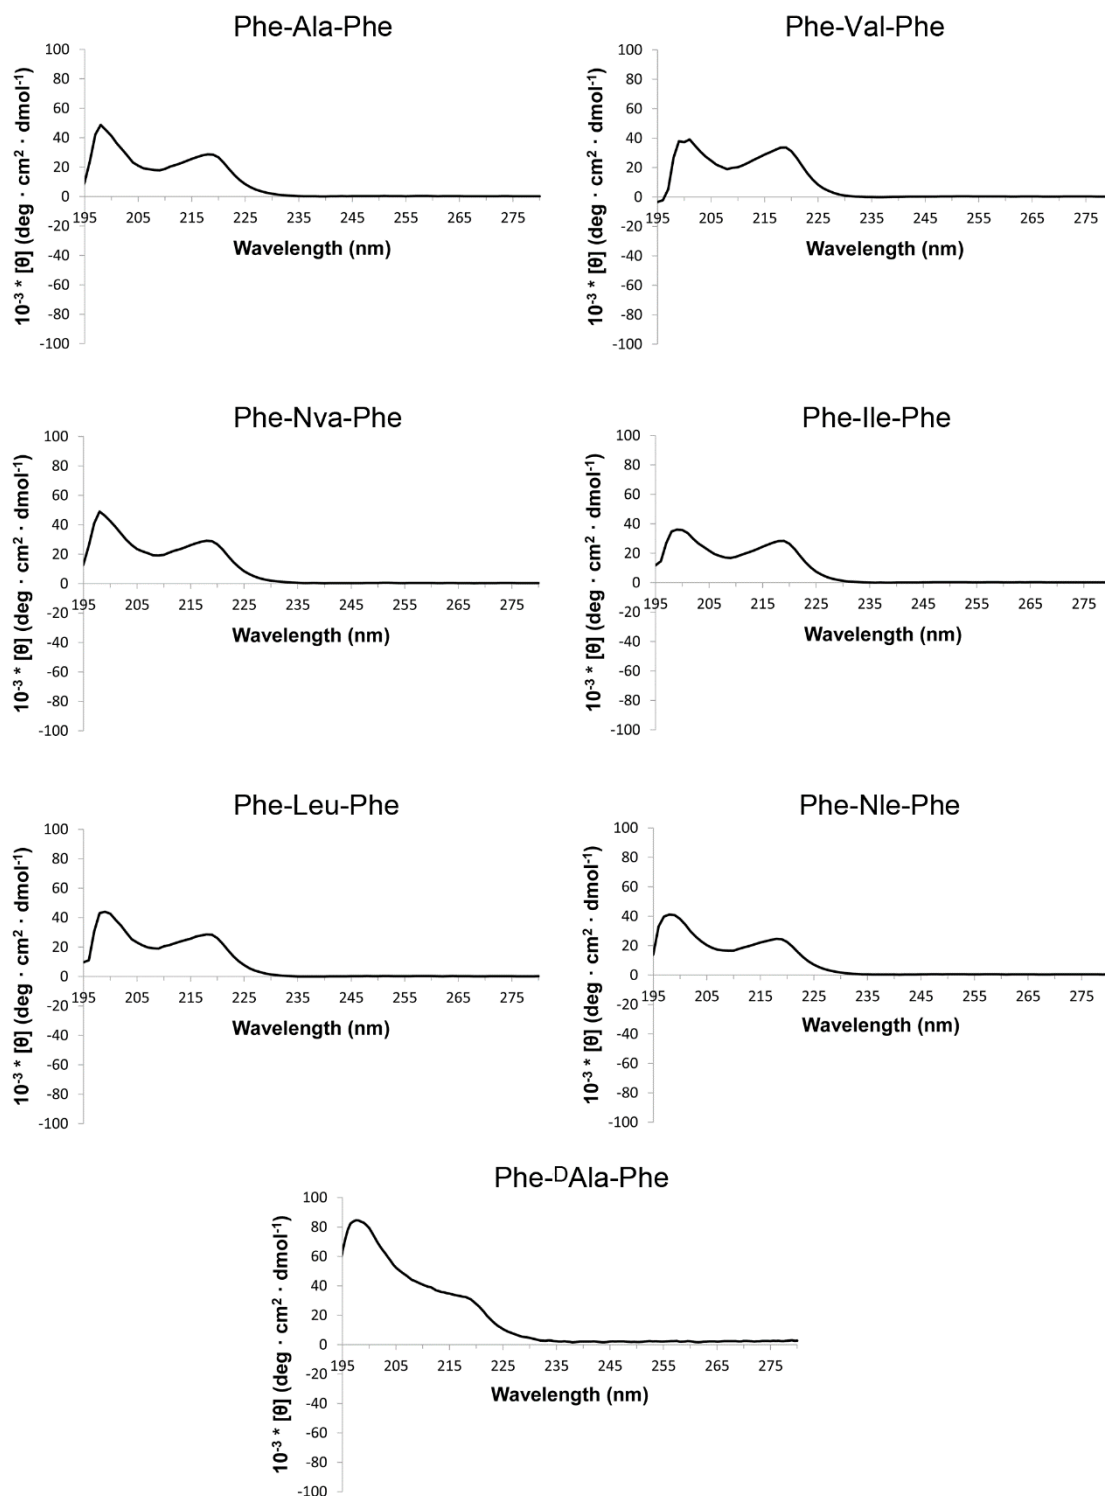 Phe-Ala-Phe
100
80
60
40
20
0
-20
-40
-60
-80
-100
195 205 215 225 235 245 255 265 275
Wavelength (nm)
10⁻³ * [θ] (deg · cm² · dmol⁻¹)
Phe-Val-Phe
100
80
60
40
20
0
-20
-40
-60
-80
-100
195 205 215 225 235 245 255 265 275
Wavelength (nm)
10⁻³ * [θ] (deg · cm² · dmol⁻¹)
Phe-Nva-Phe
100
80
60
40
20
0
-20
-40
-60
-80
-100
195 205 215 225 235 245 255 265 275
Wavelength (nm)
10⁻³ * [θ] (deg · cm² · dmol⁻¹)
Phe-Ile-Phe
100
80
60
40
20
0
-20
-40
-60
-80
-100
195 205 215 225 235 245 255 265 275
Wavelength (nm)
10⁻³ * [θ] (deg · cm² · dmol⁻¹)
Phe-Leu-Phe
100
80
60
40
20
0
-20
-40
-60
-80
-100
195 205 215 225 235 245 255 265 275
Wavelength (nm)
10⁻³ * [θ] (deg · cm² · dmol⁻¹)
Phe-Nle-Phe
100
80
60
40
20
0
-20
-40
-60
-80
-100
195 205 215 225 235 245 255 265 275
Wavelength (nm)
10⁻³ * [θ] (deg · cm² · dmol⁻¹)
Phe-ᴰAla-Phe
100
80
60
40
20
0
-20
-40
-60
-80
-100
195 205 215 225 235 245 255 265 275
Wavelength (nm)
10⁻³ * [θ] (deg · cm² · dmol⁻¹)